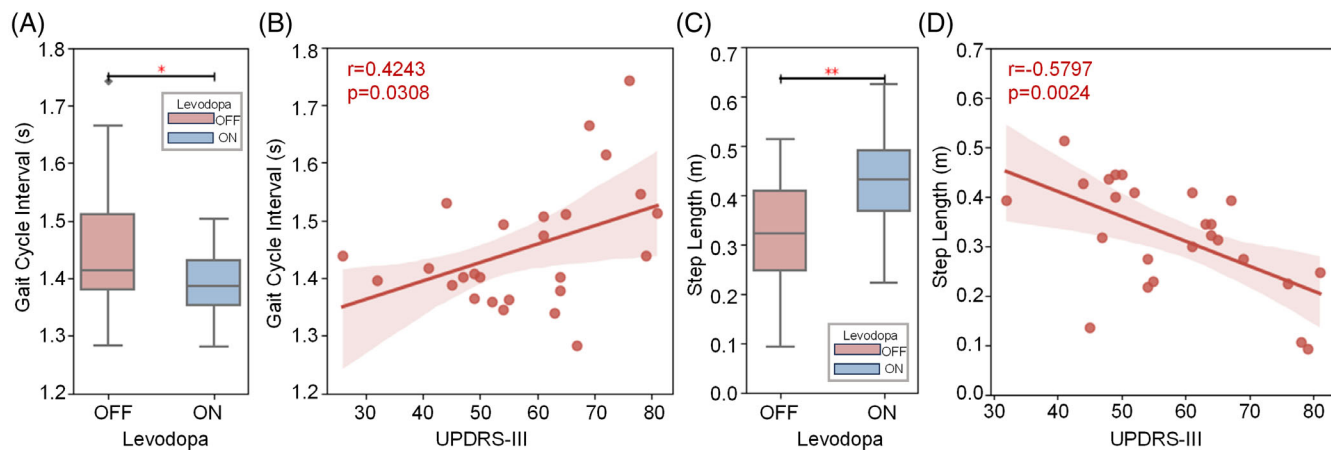 (A)
1.8
1.7
1.6
1.5
1.4
1.3
1.2
Gait Cycle Interval (s)
*
Levodopa
OFF
ON
OFF ON
Levodopa
(B)
1.8
1.7
1.6
1.5
1.4
1.3
1.2
Gait Cycle Interval (s)
r=0.4243
p=0.0308
30 40 50 60 70 80
UPDRS-III
(C)
0.7
0.6
0.5
0.4
0.3
0.2
0.1
0.0
Step Length (m)
**
Levodopa
OFF
ON
OFF ON
Levodopa
(D)
0.7
0.6
0.5
0.4
0.3
0.2
0.1
0.0
Step Length (m)
r=-0.5797
p=0.0024
30 40 50 60 70 80
UPDRS-III